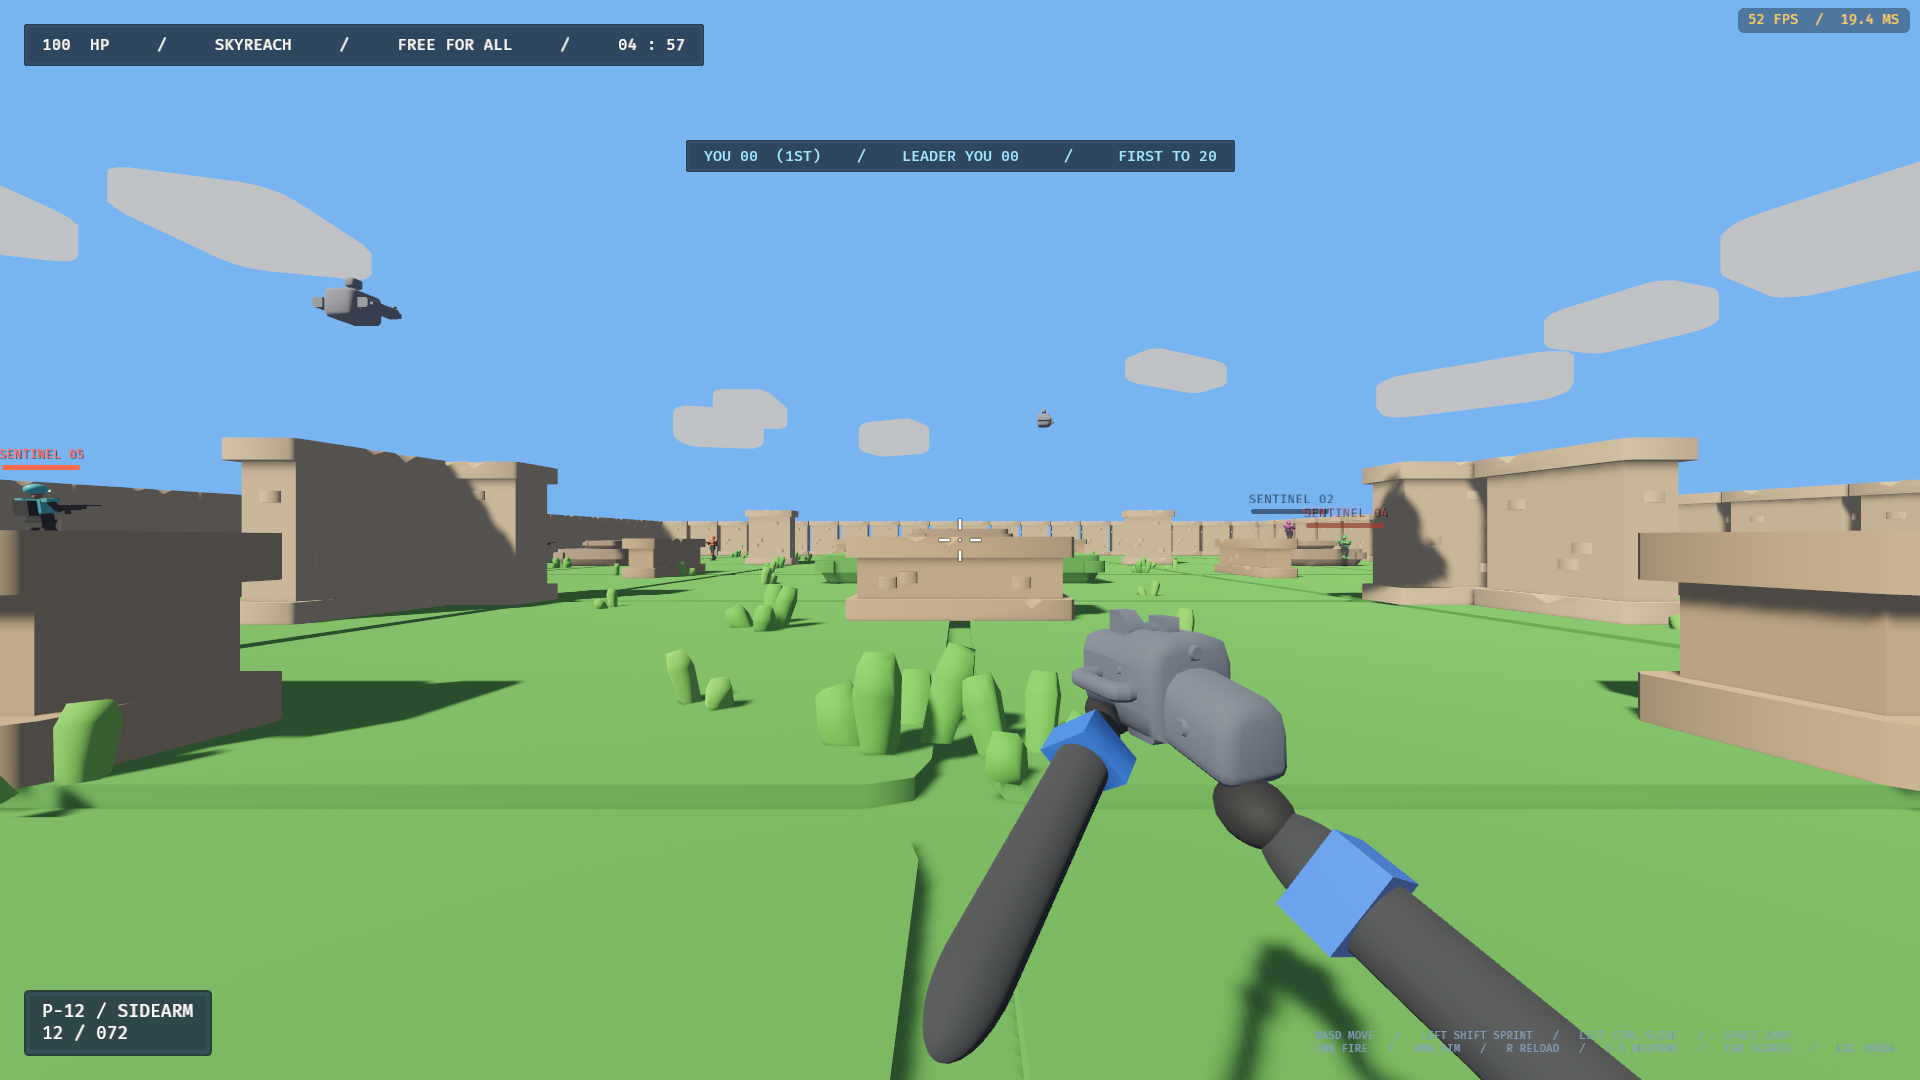 52 FPS / 19.4 MS
100 HP / SKYREACH / FREE FOR ALL / 04 : 57
YOU 00 (1ST) / LEADER YOU 00 / FIRST TO 20
SENTINEL 05
SENTINEL 02
SENTINEL 04
P-12 / SIDEARM
12 / 072
WASD MOVE / LEFT SHIFT SPRINT /
FIRE / / R RELOAD /